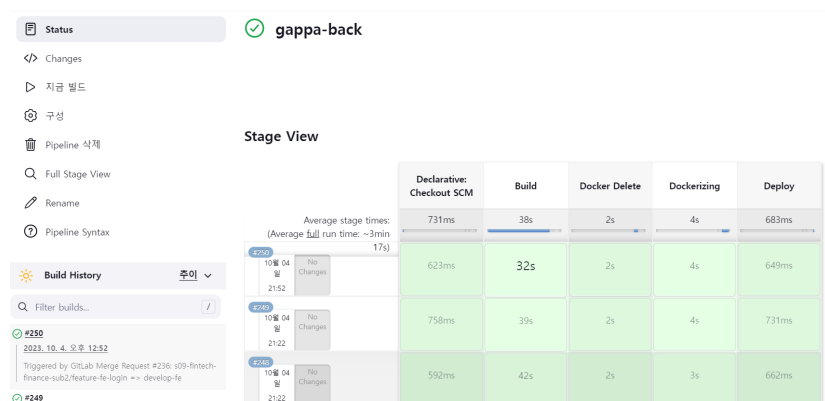 Status
Changes
지금 빌드
구성
Pipeline 삭제
Full Stage View
Rename
Pipeline Syntax
Build History
추이
Filter builds...
/
#250
2023. 10. 4. 오후 12:52
Triggered by GitLab Merge Request #236: s09-fintech-
finance-sub2/feature-fe-login => develop-fe
#249
gappa-back
Stage View
Declarative:
Checkout SCM
Build
Docker Delete
Dockerizing
Deploy
Average stage times:
(Average full run time: ~3min
17s)
731ms
38s
2s
4s
683ms
#250
10월 04
일
21:52
No
Changes
623ms
32s
2s
4s
649ms
#249
10월 04
일
21:22
No
Changes
758ms
39s
2s
4s
731ms
#248
10월 04
일
21:22
No
Changes
592ms
42s
2s
3s
662ms